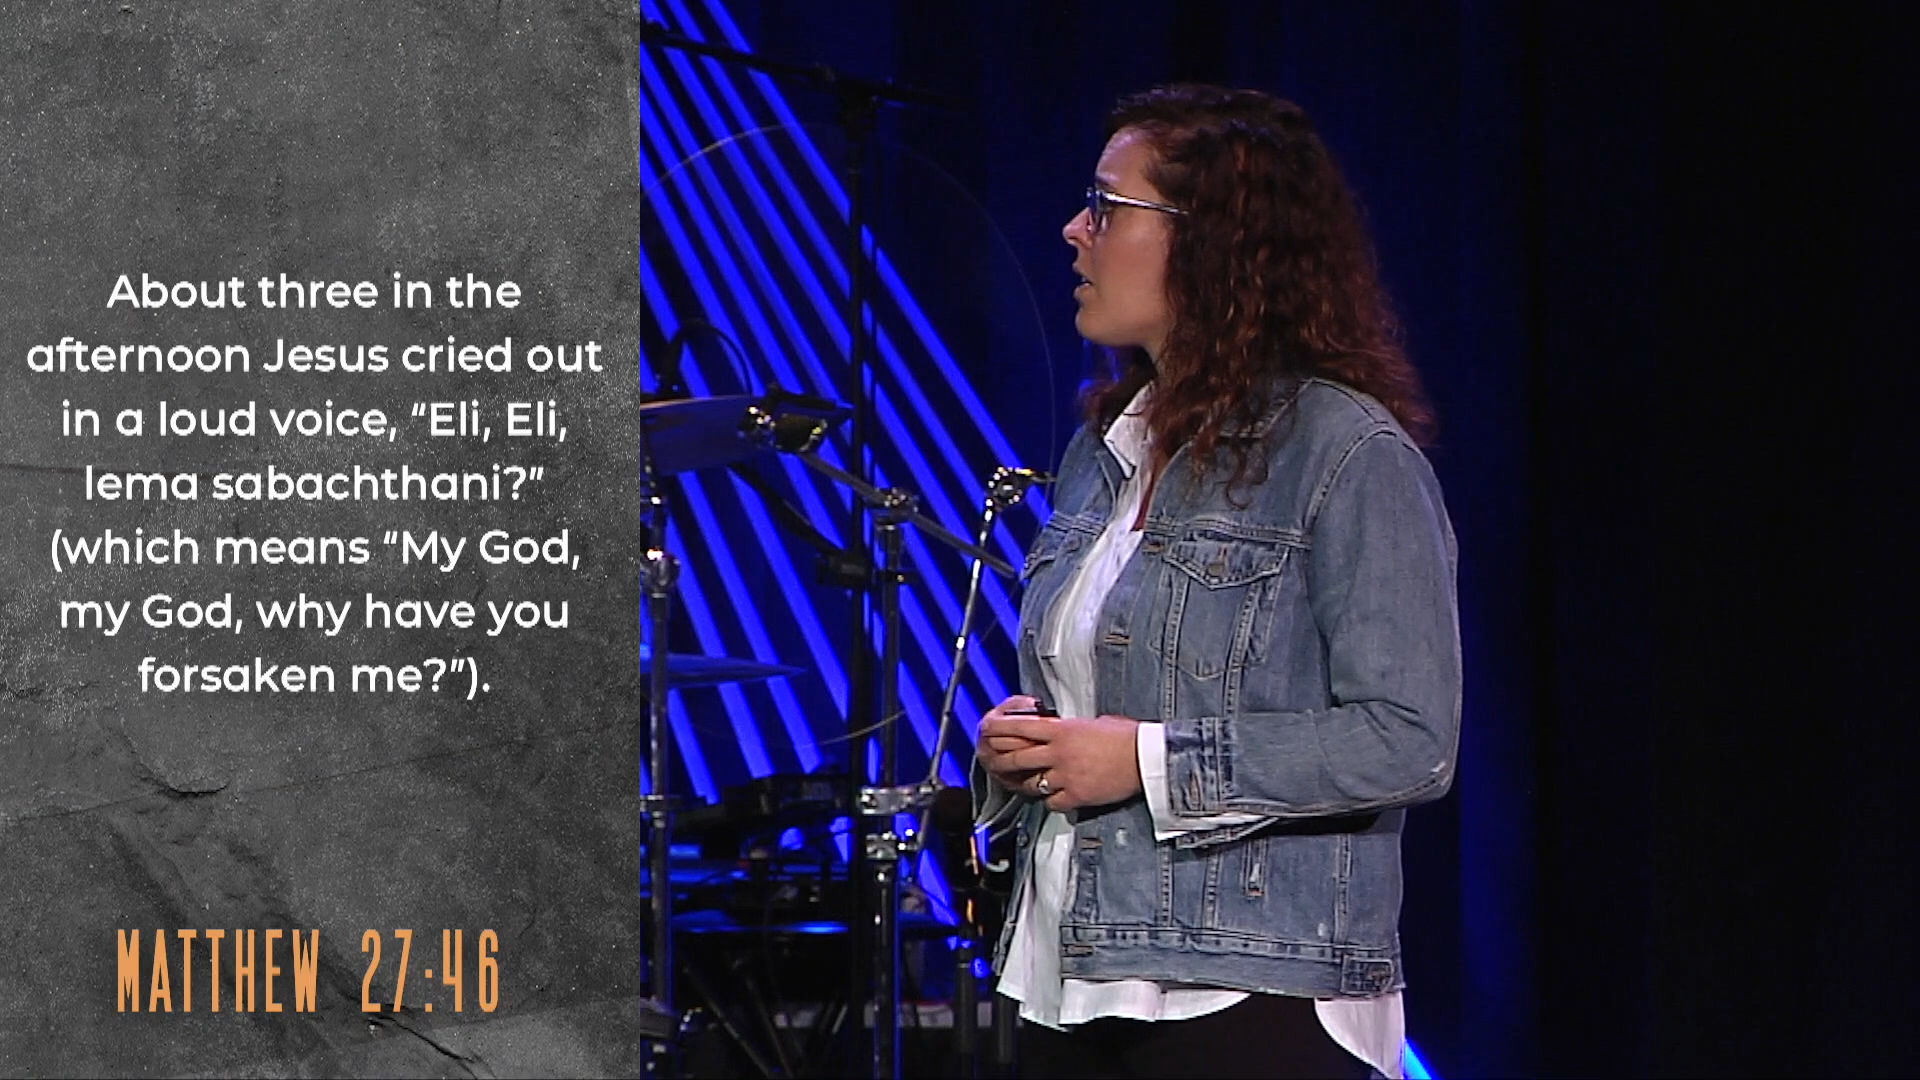 About three in the
afternoon Jesus cried out
in a loud voice, “Eli, Eli,
lema sabachthani?”
(which means “My God,
my God, why have you
forsaken me?”).
MATTHEW 27:46